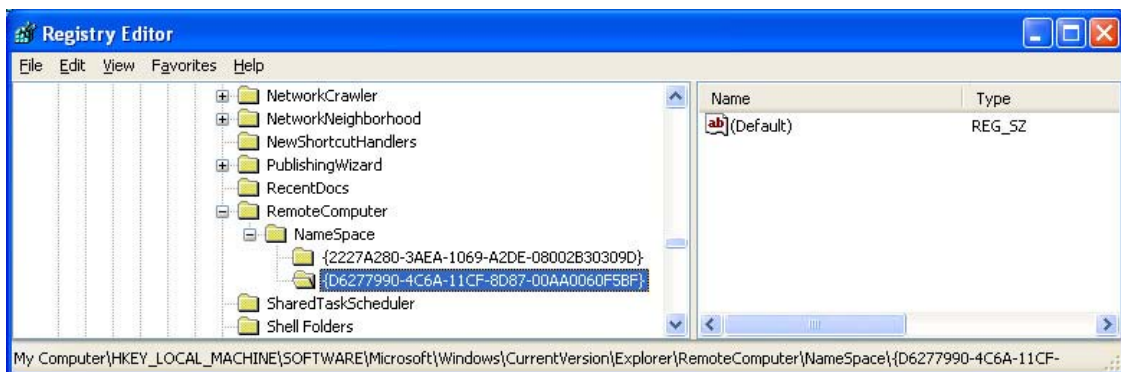 Registry Editor
File Edit View Favorites Help
NetworkCrawler
NetworkNeighborhood
NewShortcutHandlers
PublishingWizard
RecentDocs
RemoteComputer
NameSpace
{2227A280-3AEA-1069-A2DE-08002B30309D}
{D6277990-4C6A-11CF-8D87-00AA0060F5BF}
SharedTaskScheduler
Shell Folders
Name Type
ab (Default) REG_SZ
My Computer\HKEY_LOCAL_MACHINE\SOFTWARE\Microsoft\Windows\CurrentVersion\Explorer\RemoteComputer\NameSpace\{D6277990-4C6A-11CF-